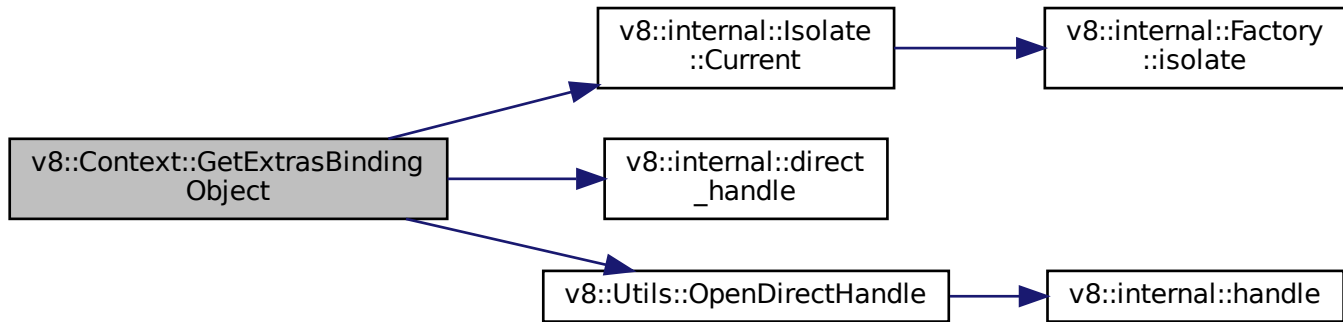 v8::internal::Isolate
::Current
v8::internal::Factory
::isolate
v8::Context::GetExtrasBinding
Object
v8::internal::direct
_handle
v8::Utils::OpenDirectHandle
v8::internal::handle